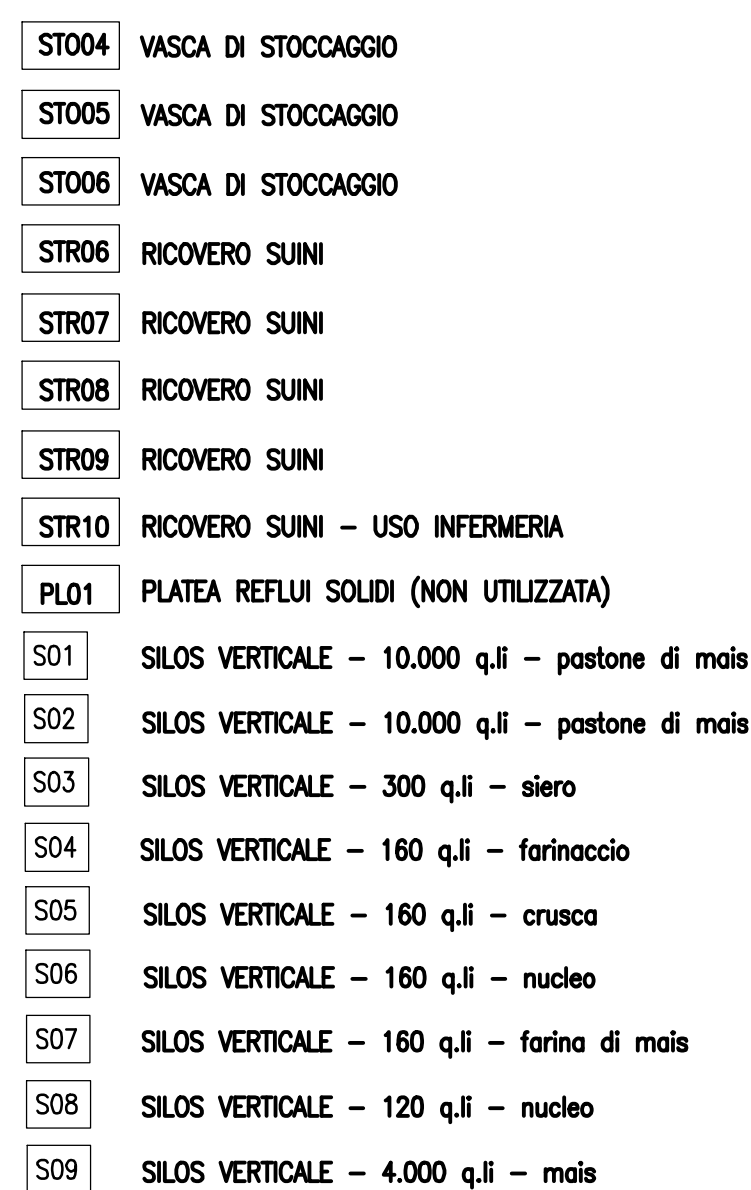 STO04 VASCA DI STOCCAGGIO
STO05 VASCA DI STOCCAGGIO
STO06 VASCA DI STOCCAGGIO
STR06 RICOVERO SUINI
STR07 RICOVERO SUINI
STR08 RICOVERO SUINI
STR09 RICOVERO SUINI
STR10 RICOVERO SUINI – USO INFERMERIA
PL01 PLATEA REFLUI SOLIDI (NON UTILIZZATA)
S01 SILOS VERTICALE – 10.000 q.li – pastone di mais
S02 SILOS VERTICALE – 10.000 q.li – pastone di mais
S03 SILOS VERTICALE – 300 q.li – siero
S04 SILOS VERTICALE – 160 q.li – farinaccio
S05 SILOS VERTICALE – 160 q.li – crusca
S06 SILOS VERTICALE – 160 q.li – nucleo
S07 SILOS VERTICALE – 160 q.li – farina di mais
S08 SILOS VERTICALE – 120 q.li – nucleo
S09 SILOS VERTICALE – 4.000 q.li – mais